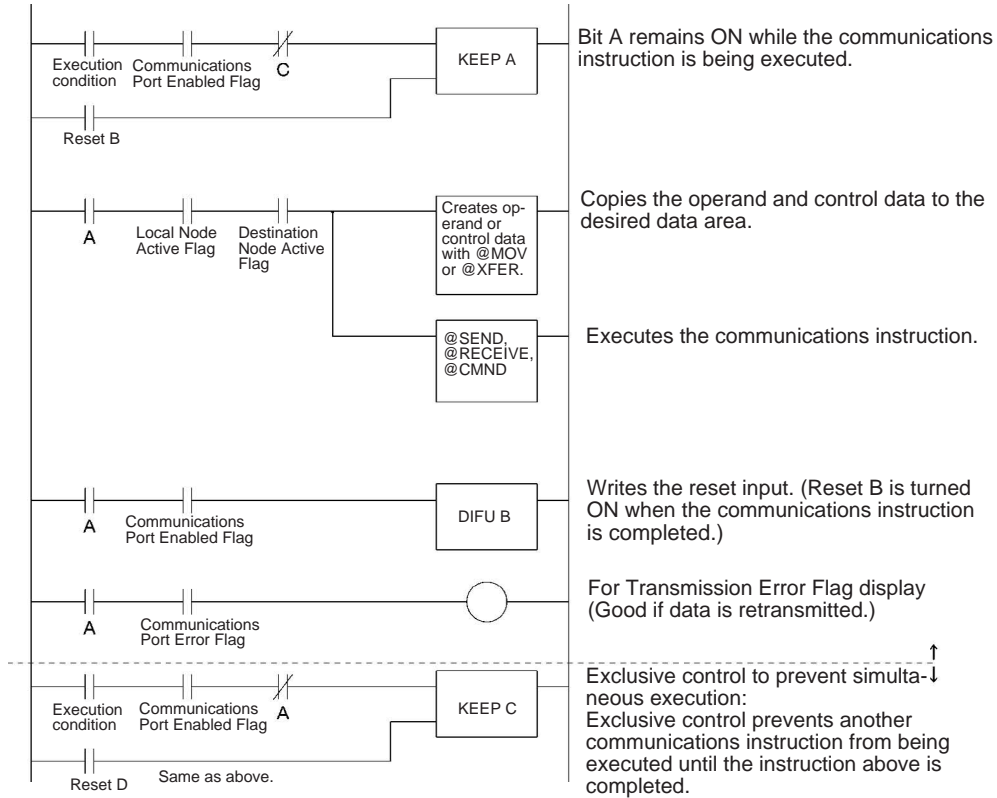 Execution
condition
Communications
Port Enabled Flag
C
KEEP A
Bit A remains ON while the communications
instruction is being executed.
Reset B
A
Local Node
Active Flag
Destination
Node Active
Flag
Creates op-
erand or
control data
with @MOV
or @XFER.
Copies the operand and control data to the
desired data area.
@SEND,
@RECEIVE,
@CMND
Executes the communications instruction.
A
Communications
Port Enabled Flag
DIFU B
Writes the reset input. (Reset B is turned
ON when the communications instruction
is completed.)
A
Communications
Port Error Flag
For Transmission Error Flag display
(Good if data is retransmitted.)
Execution
condition
Communications
Port Enabled Flag
A
KEEP C
Exclusive control to prevent simulta-
neous execution:
Exclusive control prevents another
communications instruction from being
executed until the instruction above is
completed.
Reset D
Same as above.